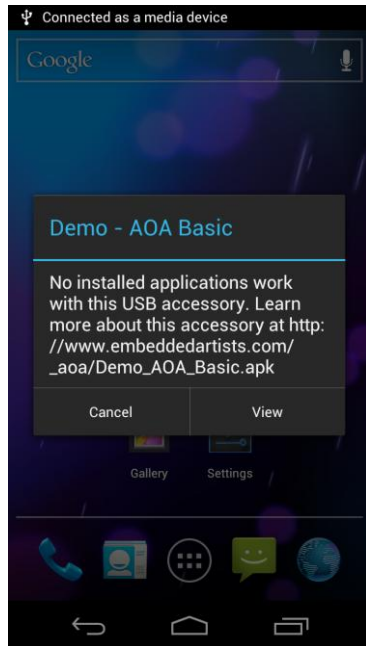 Connected as a media device
Google
Demo - AOA Basic
No installed applications work
with this USB accessory. Learn
more about this accessory at http:
//www.embeddedartists.com/
_aoa/Demo_AOA_Basic.apk
Cancel View
Gallery Settings